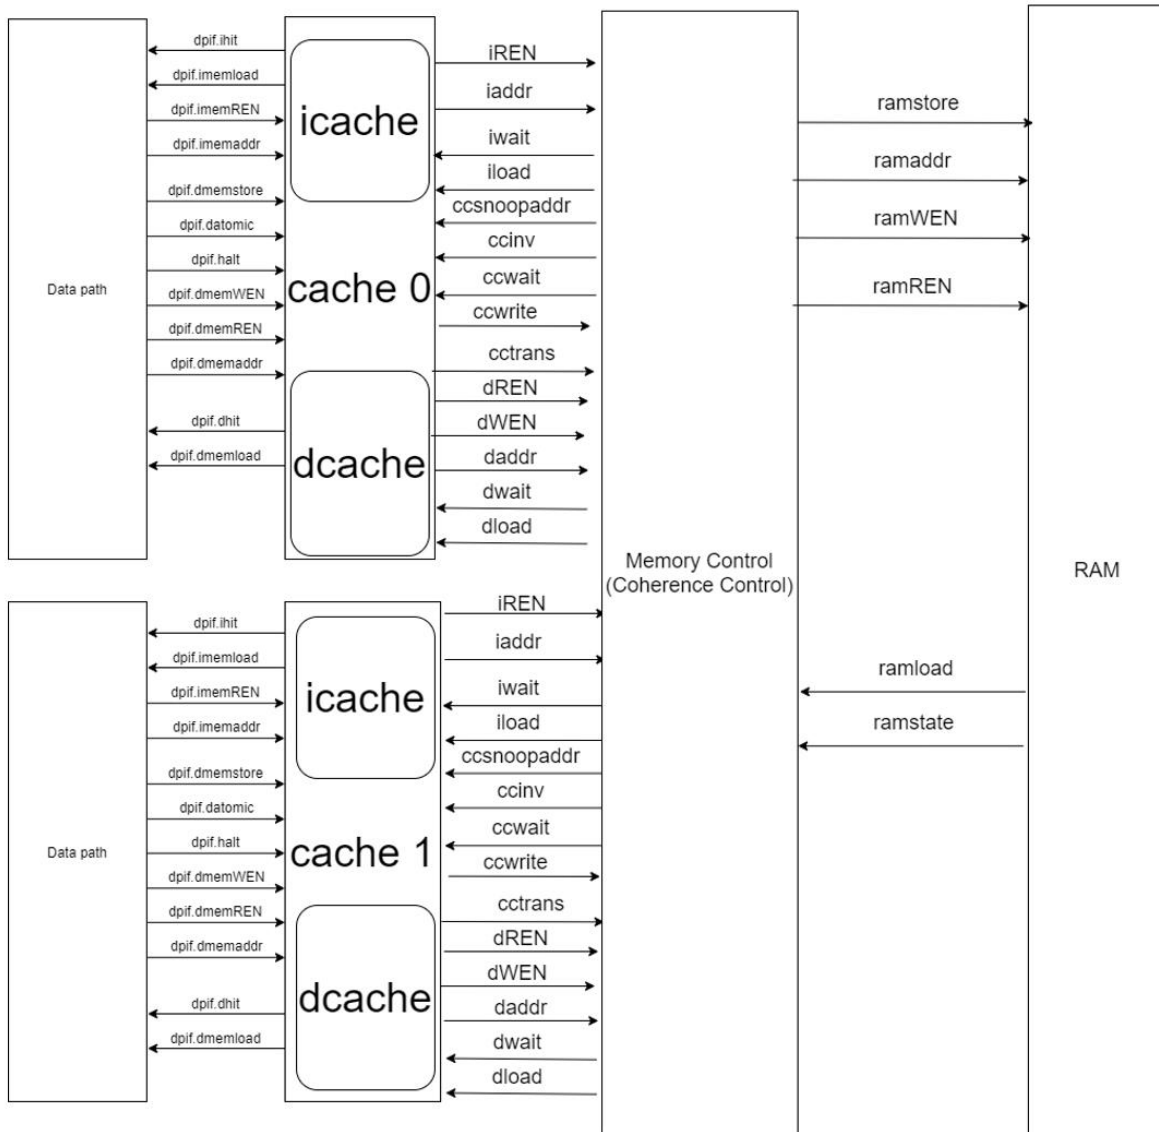 dpif.ihit
dpif.imemload
dpif.imemREN
dpif.imemaddr
dpif.dmemstore
dpif.datomic
dpif.halt
dpif.dmemWEN
dpif.dmemREN
dpif.dmemaddr
dpif.dhit
dpif.dmemload
Data path
icache
cache 0
dcache
iREN
iaddr
iwait
iload
ccsnoopaddr
ccinv
ccwait
ccwrite
cctrans
dREN
dWEN
daddr
dwait
dload
dpif.ihit
dpif.imemload
dpif.imemREN
dpif.imemaddr
dpif.dmemstore
dpif.datomic
dpif.halt
dpif.dmemWEN
dpif.dmemREN
dpif.dmemaddr
dpif.dhit
dpif.dmemload
Data path
icache
cache 1
dcache
iREN
iaddr
iwait
iload
ccsnoopaddr
ccinv
ccwait
ccwrite
cctrans
dREN
dWEN
daddr
dwait
dload
Memory Control
(Coherence Control)
ramstore
ramaddr
ramWEN
ramREN
ramload
ramstate
RAM